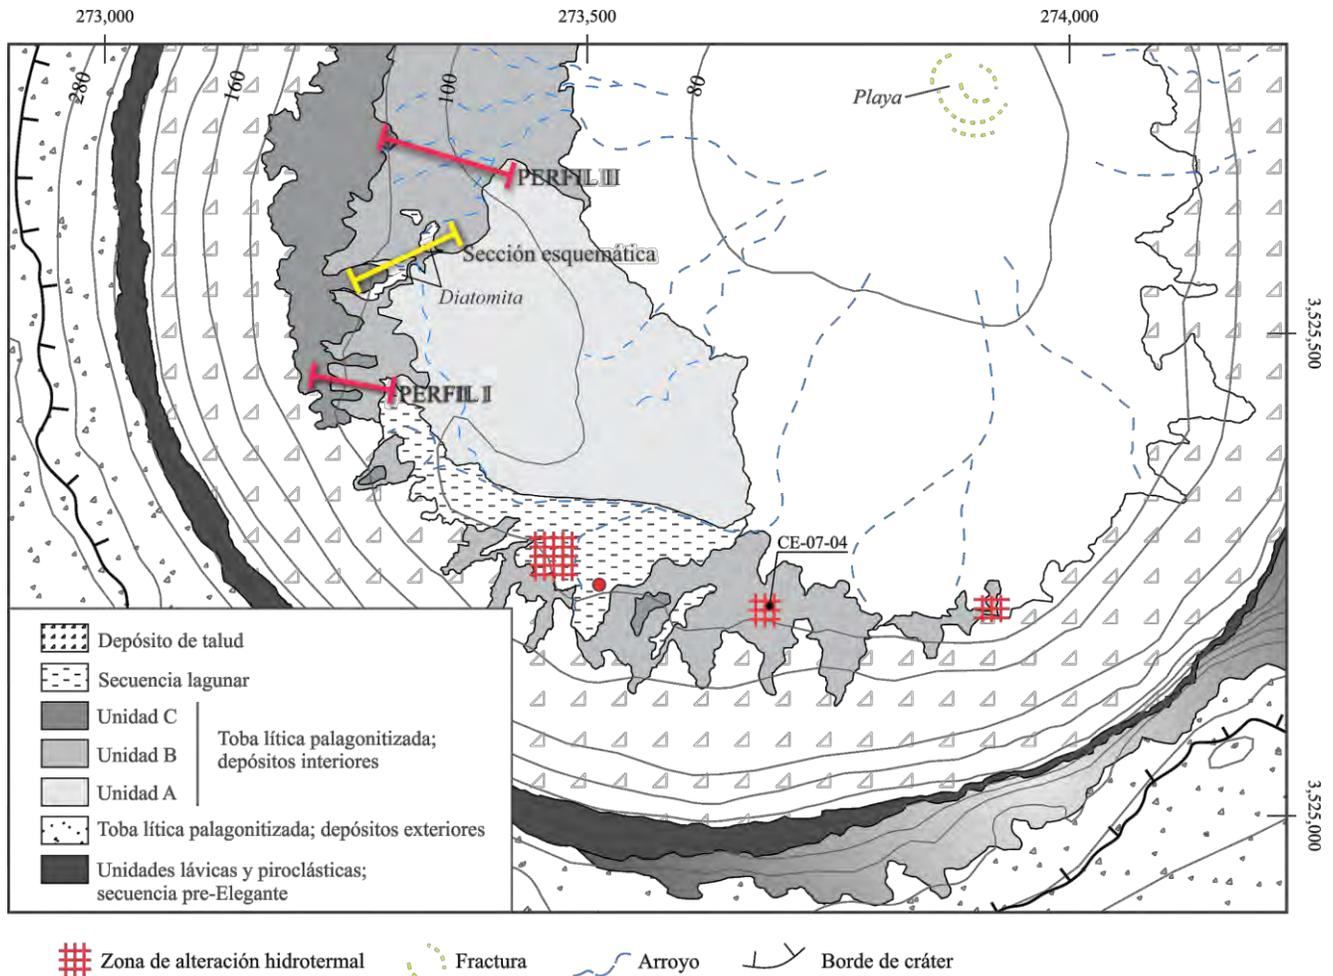 273,000
273,500
274,000
280
160
100
80
Playa
PERFIL II
Sección esquemática
Diatomita
3,525,500
PERFIL I
CE-07-04
Depósito de talud
Secuencia lagunar
Unidad C
Unidad B
Unidad A
Toba lítica palagonitizada;
depósitos interiores
Toba lítica palagonitizada; depósitos exteriores
Unidades lávicas y piroclásticas;
secuencia pre-Elegante
3,525,000
Zona de alteración hidrotermal
Fractura
Arroyo
Borde de cráter